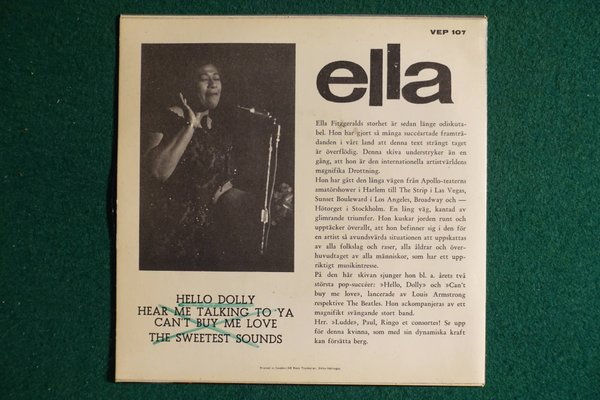 VEP 107
ella
Ella Fitzgeralds storhet är sedan länge odiskuta-
bel. Hon har gjort så många succéartade framträ-
danden i vårt land att denna text strängt taget
är överflödig. Denna skiva understryker än en
gång, att hon är den internationella artistvärldens
magnifika Drottning.
Hon har gått den långa vägen från Apollo-teaterns
amatörshower i Harlem till The Strip i Las Vegas,
Sunset Bouleward i Los Angeles, Broadway och —
Hötorget i Stockholm. En lång väg, kantad av
glimrande triumfer. Hon kuskar jorden runt och
upptäcker överallt, att hon befinner sig i den för
en artist så avundsvärda situationen att uppskattas
av alla folkslag och raser, alla åldrar och över-
huvudtaget av alla människor, som har ett upp-
riktigt musikintresse.
På den här skivan sjunger hon bl. a. årets två
största pop-succéer: »Hello, Dolly» och »Can't
buy me love», lancerade av Louis Armstrong
respektive The Beatles. Hon ackompanjeras av ett
magnifikt svängande stort band.
Hrr. »Ludde», Paul, Ringo et consortes! Se upp
för denna kvinna, som med sin dynamiska kraft
kan försätta berg.
HELLO DOLLY
HEAR ME TALKING TO YA
CAN'T BUY ME LOVE
THE SWEETEST SOUNDS